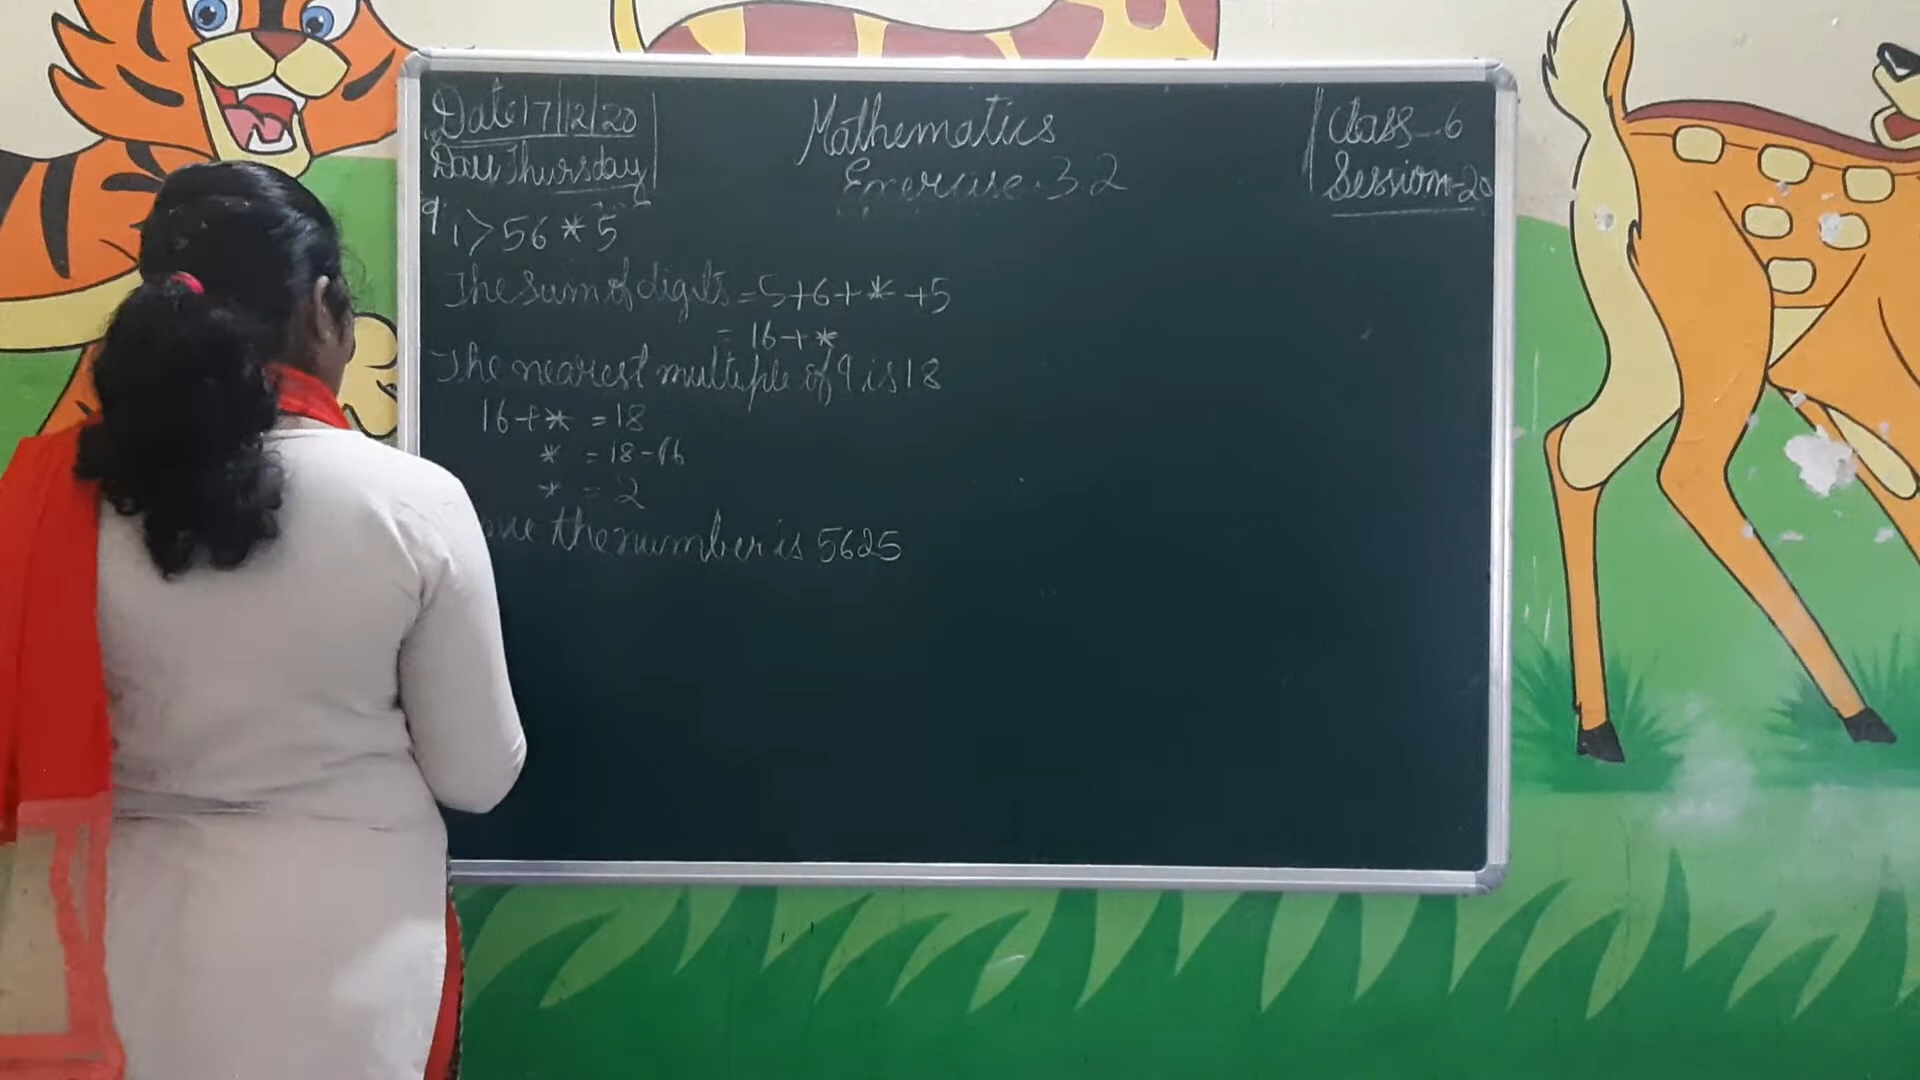 Date 17/12/20
Day Thursday
Mathematics
Exercise 3.2
Class 6
Session-20
9 i> 56 * 5
The sum of digits = 5+6+*+5
= 16+*
The nearest multiple of 9 is 18
16+* = 18
* = 18-16
* = 2
the number is 5625